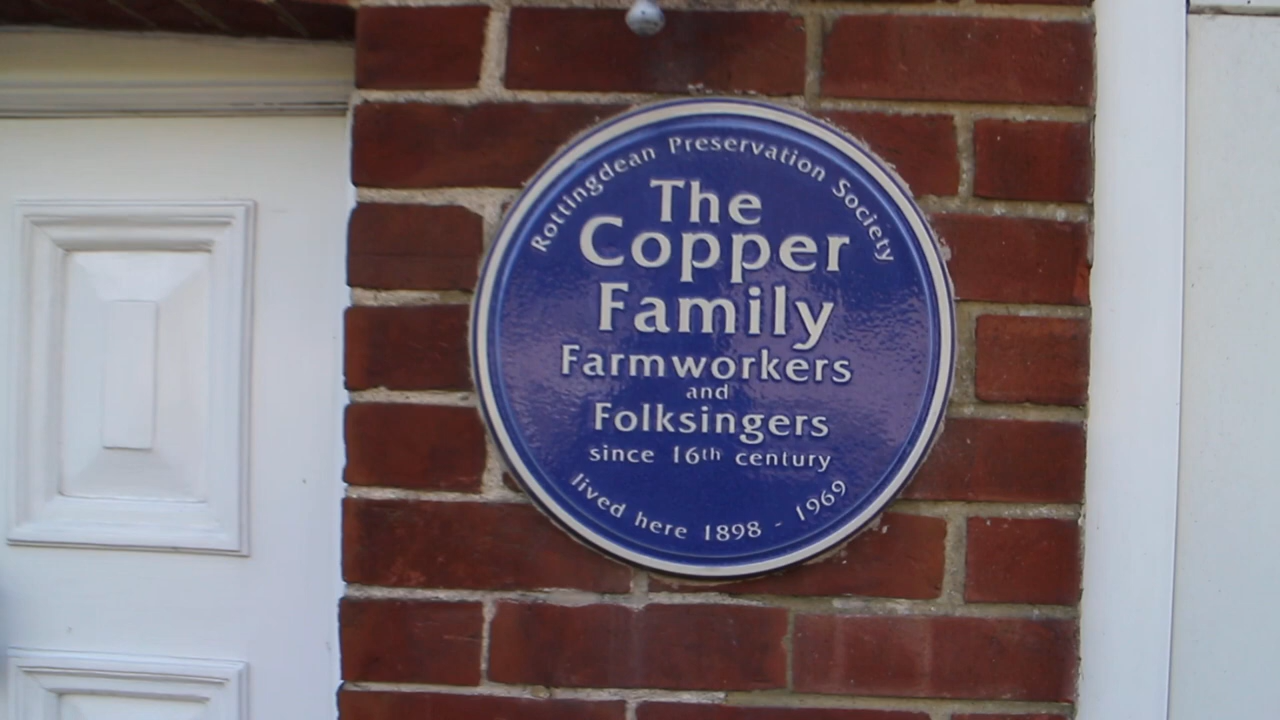 Rottingdean Preservation Society
The
Copper
Family
Farmworkers
and
Folksingers
since 16th century
lived here 1898 - 1969